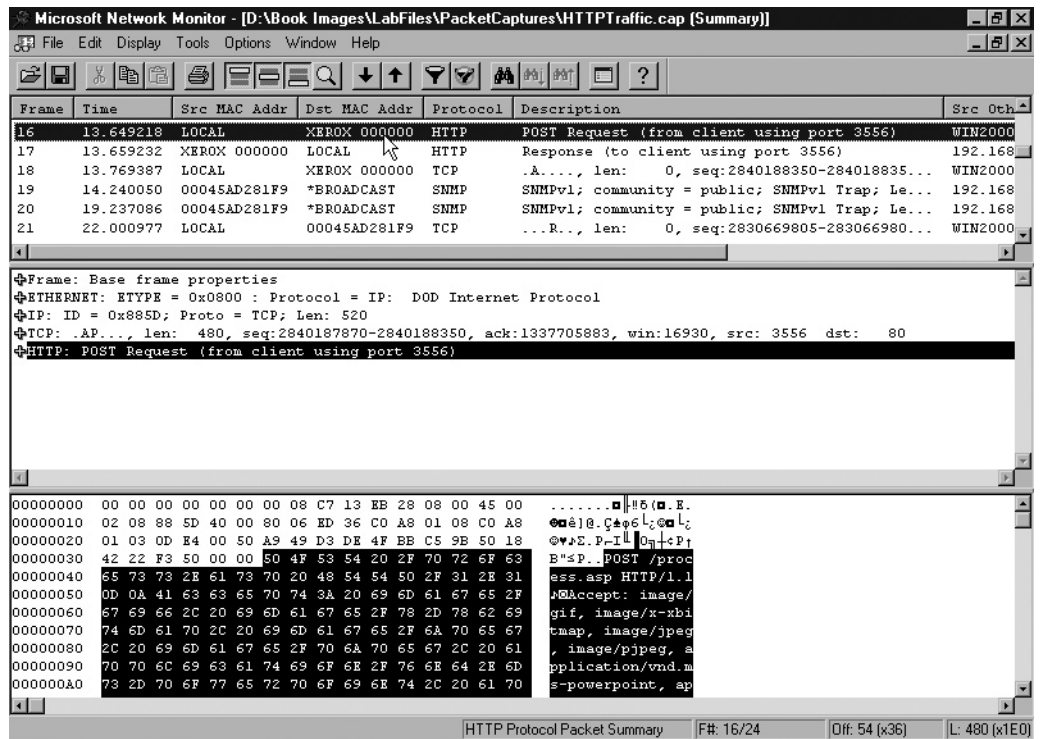 Microsoft Network Monitor - [D:\Book Images\LabFiles\PacketCaptures\HTTPTraffic.cap (Summary)]
File Edit Display Tools Options Window Help
Frame Time Src MAC Addr Dst MAC Addr Protocol Description Src Oth
16 13.649218 LOCAL XEROX 000000 HTTP POST Request (from client using port 3556) WIN2000
17 13.659232 XEROX 000000 LOCAL HTTP Response (to client using port 3556) 192.168
18 13.769387 LOCAL XEROX 000000 TCP .A...., len: 0, seq:2840188350-284018835... WIN2000
19 14.240050 00045AD281F9 *BROADCAST SNMP SNMPv1; community = public; SNMPv1 Trap; Le... 192.168
20 19.237086 00045AD281F9 *BROADCAST SNMP SNMPv1; community = public; SNMPv1 Trap; Le... 192.168
21 22.000977 LOCAL 00045AD281F9 TCP ...R.., len: 0, seq:2830669805-283066980... WIN2000
Frame: Base frame properties
ETHERNET: ETYPE = 0x0800 : Protocol = IP: DOD Internet Protocol
IP: ID = 0x885D; Proto = TCP; Len: 520
TCP: .AP..., len: 480, seq:2840187870-2840188350, ack:1337705883, win:16930, src: 3556 dst: 80
HTTP: POST Request (from client using port 3556)
00000000 00 00 00 00 00 00 00 08 C7 13 EB 28 08 00 45 00
00000010 02 08 88 5D 40 00 80 06 ED 36 C0 A8 01 08 C0 A8
00000020 01 03 0D E4 00 50 A9 49 D3 DE 4F BB C5 9B 50 18
00000030 42 22 F3 50 00 00 50 4F 53 54 20 2F 70 72 6F 63 B"≤P..POST /proc
00000040 65 73 73 2E 61 73 70 20 48 54 54 50 2F 31 2E 31 ess.asp HTTP/1.1
00000050 0D 0A 41 63 63 65 70 74 3A 20 69 6D 61 67 65 2F ♪◙Accept: image/
00000060 67 69 66 2C 20 69 6D 61 67 65 2F 78 2D 78 62 69 gif, image/x-xbi
00000070 74 6D 61 70 2C 20 69 6D 61 67 65 2F 6A 70 65 67 tmap, image/jpeg
00000080 2C 20 69 6D 61 67 65 2F 70 6A 70 65 67 2C 20 61 , image/pjpeg, a
00000090 70 70 6C 69 63 61 74 69 6F 6E 2F 76 6E 64 2E 6D pplication/vnd.m
000000A0 73 2D 70 6F 77 65 72 70 6F 69 6E 74 2C 20 61 70 s-powerpoint, ap
HTTP Protocol Packet Summary F#: 16/24 Off: 54 (x36) L: 480 (x1E0)